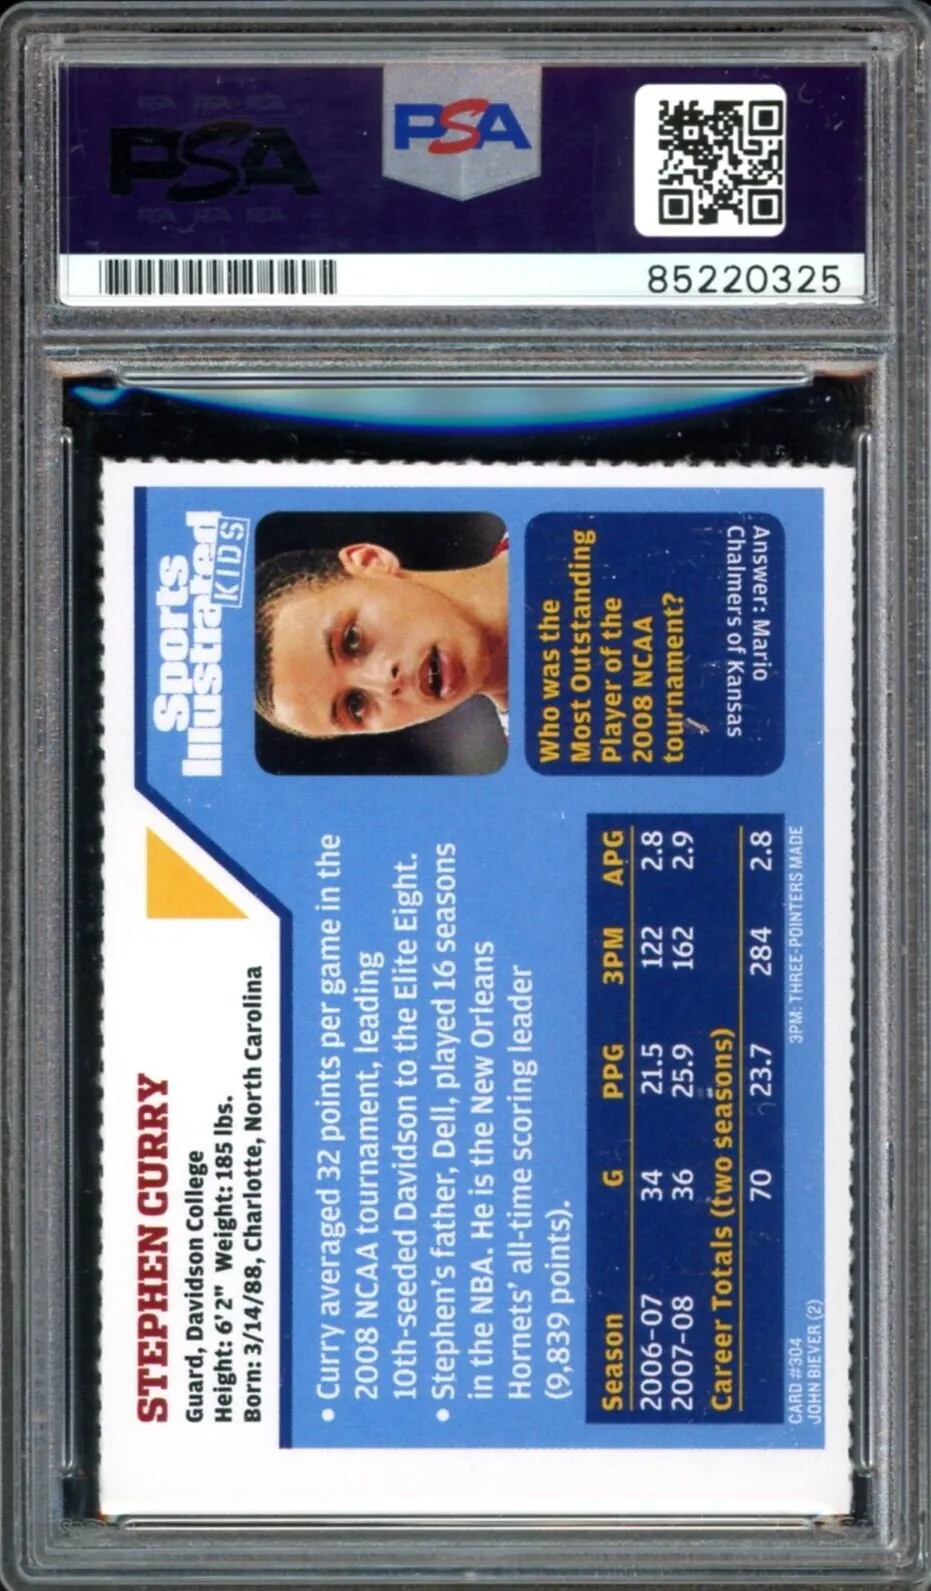 PSA PSA PSA
PSA
PSA PSA PSA
PSA
85220325
STEPHEN CURRY
Guard, Davidson College
Height: 6'2" Weight: 185 lbs.
Born: 3/14/88, Charlotte, North Carolina
Sports
Illustrated
KIDS
• Curry averaged 32 points per game in the
2008 NCAA tournament, leading
10th-seeded Davidson to the Elite Eight.
• Stephen's father, Dell, played 16 seasons
in the NBA. He is the New Orleans
Hornets' all-time scoring leader
(9,839 points).
Season G PPG 3PM APG
2006-07 34 21.5 122 2.8
2007-08 36 25.9 162 2.9
Career Totals (two seasons)
70 23.7 284 2.8
CARD #304 3PM: THREE-POINTERS MADE
JOHN BIEVER (2)
Who was the
Most Outstanding
Player of the
2008 NCAA
tournament?
Answer: Mario
Chalmers of Kansas